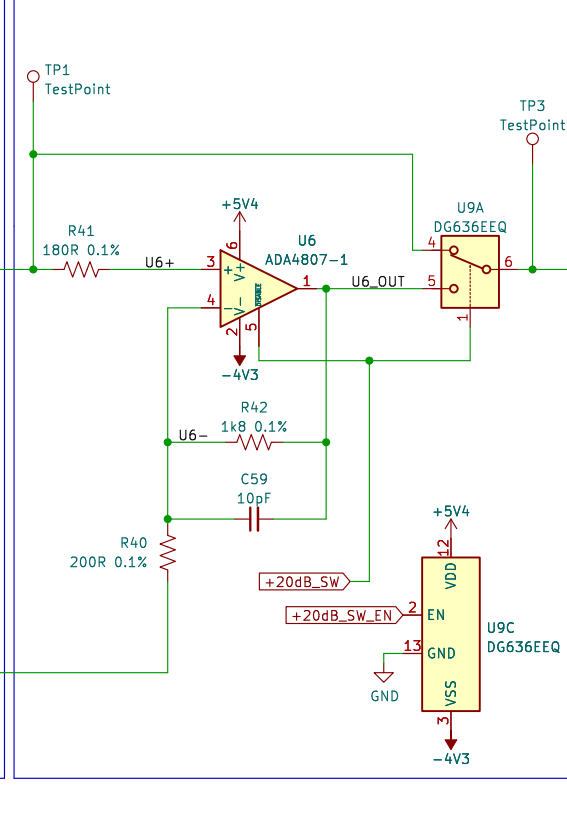 TP1
TestPoint
TP3
TestPoint
+5V4
U9A
DG636EEQ
R41
180R 0.1%
U6
ADA4807-1
U6+
3
+
6
V+
DISABLE
1
U6_OUT
4
5
6
4
-
V-
2
5
1
-4V3
R42
1k8 0.1%
U6-
C59
10pF
R40
200R 0.1%
+5V4
12
VDD
+20dB_SW
+20dB_SW_EN
2
EN
U9C
DG636EEQ
13
GND
GND
VSS
3
-4V3